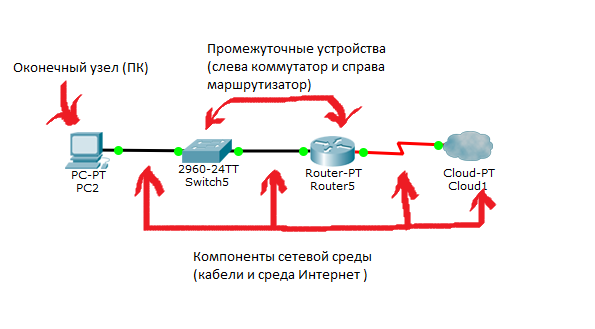 Промежуточные устройства
(слева коммутатор и справа
маршрутизатор)
Оконечный узел (ПК)
PC-PT
PC2
2960-24TT
Switch5
Router-PT
Router5
Cloud-PT
Cloud1
Компоненты сетевой среды
(кабели и среда Интернет )